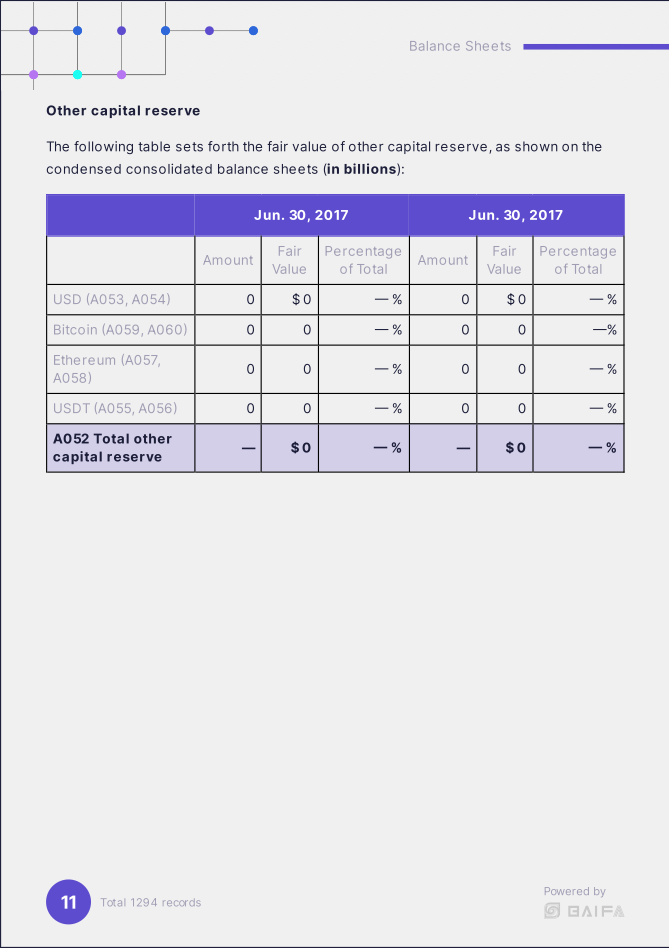 Balance Sheets
Other capital reserve
The following table sets forth the fair value of other capital reserve, as shown on the
condensed consolidated balance sheets (in billions):
Jun. 30, 2017 Jun. 30, 2017
Amount Fair Value Percentage of Total Amount Fair Value Percentage of Total
USD (A053, A054) 0 $ 0 — % 0 $ 0 — %
Bitcoin (A059, A060) 0 0 — % 0 0 —%
Ethereum (A057, A058) 0 0 — % 0 0 — %
USDT (A055, A056) 0 0 — % 0 0 — %
A052 Total other capital reserve — $ 0 — % — $ 0 — %
11 Total 1294 records
Powered by
GAIFA